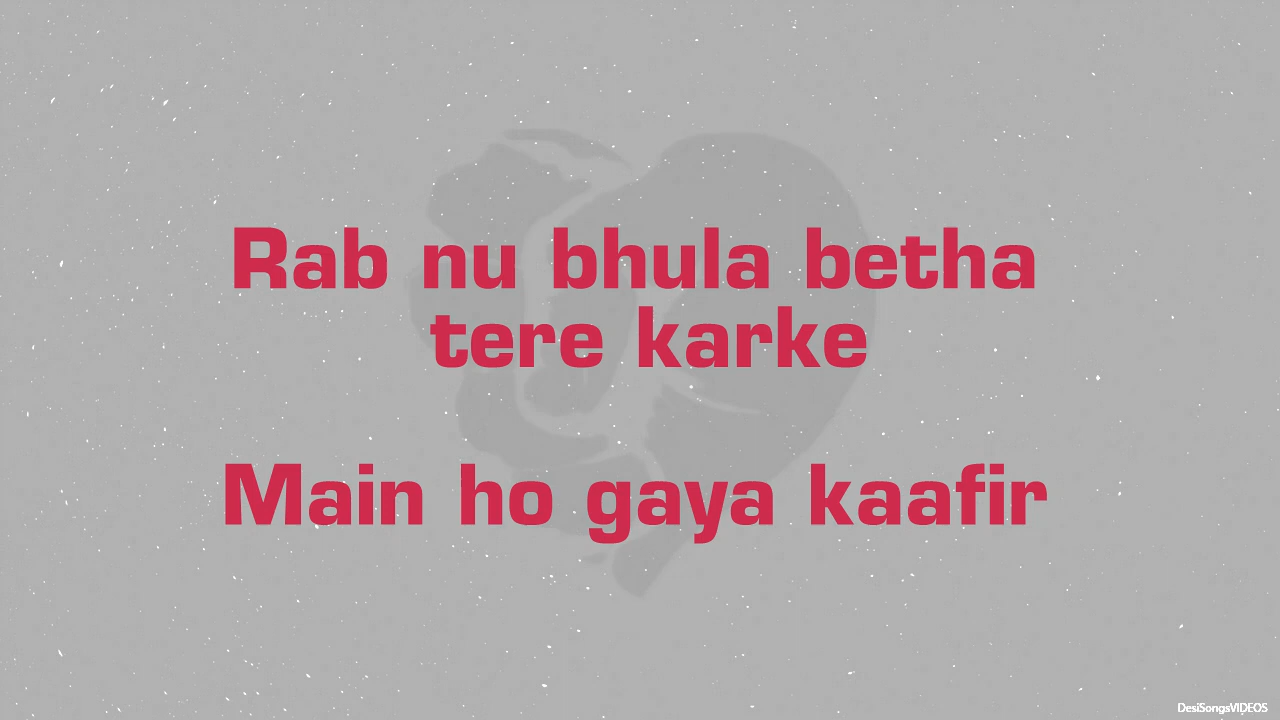 Rab nu bhula betha
tere karke
Main ho gaya kaafir
DesiSongsVIDEOS